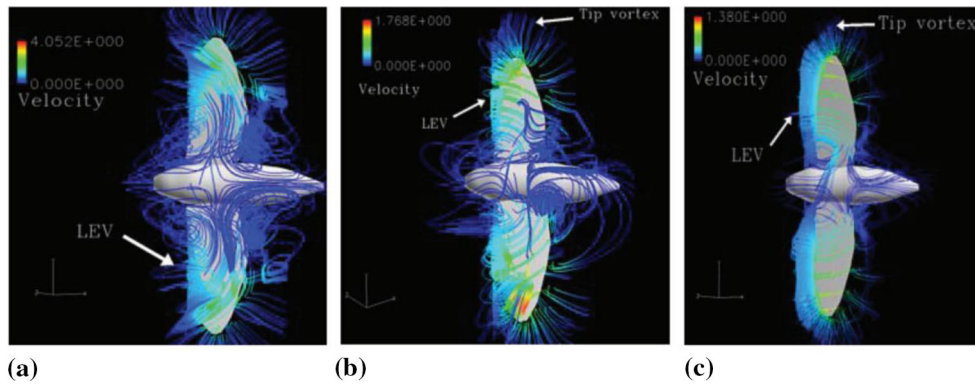 4.052E+000
0.000E+000
Velocity
LEV
1.768E+000
0.000E+000
Velocity
Tip vortex
LEV
1.380E+000
0.000E+000
Velocity
Tip vortex
LEV
(a)
(b)
(c)